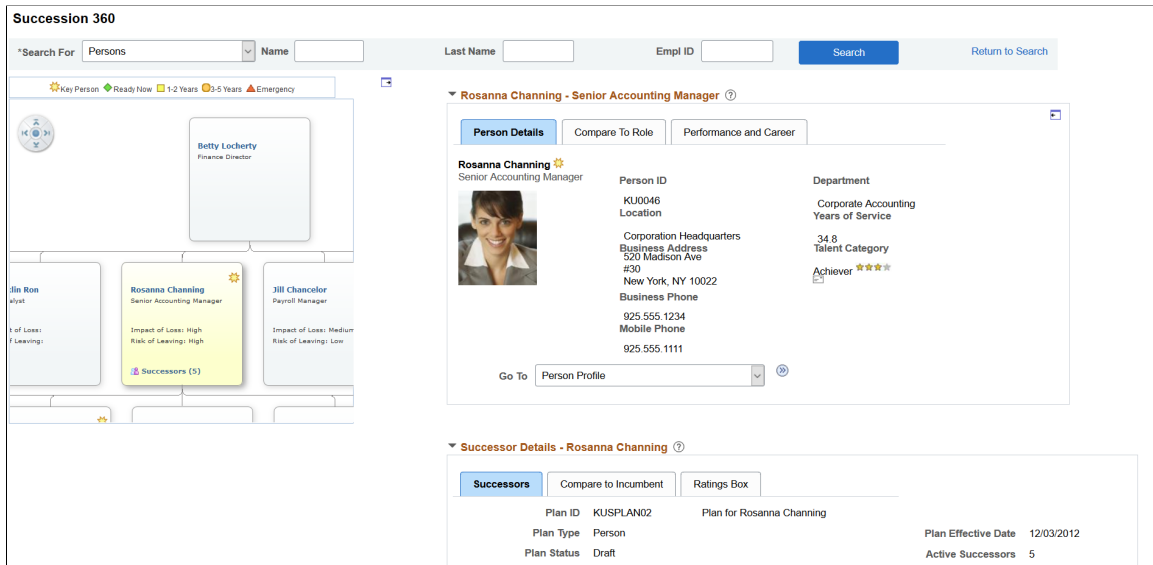 Succession 360
*Search For Persons Name Last Name Empl ID Search Return to Search
Key Person Ready Now 1-2 Years 3-5 Years Emergency
Betty Locherty
Finance Director
lin Ron
alyst
t of Loss:
f Leaving:
Rosanna Channing
Senior Accounting Manager
Impact of Loss: High
Risk of Leaving: High
Successors (5)
Jill Chancelor
Payroll Manager
Impact of Loss: Medium
Risk of Leaving: Low
Rosanna Channing - Senior Accounting Manager ?
Person Details Compare To Role Performance and Career
Rosanna Channing
Senior Accounting Manager
Person ID
KU0046
Location
Corporation Headquarters
Business Address
520 Madison Ave
#30
New York, NY 10022
Business Phone
925.555.1234
Mobile Phone
925.555.1111
Department
Corporate Accounting
Years of Service
34.8
Talent Category
Achiever
Go To Person Profile
Successor Details - Rosanna Channing ?
Successors Compare to Incumbent Ratings Box
Plan ID KUSPLAN02 Plan for Rosanna Channing
Plan Type Person Plan Effective Date 12/03/2012
Plan Status Draft Active Successors 5